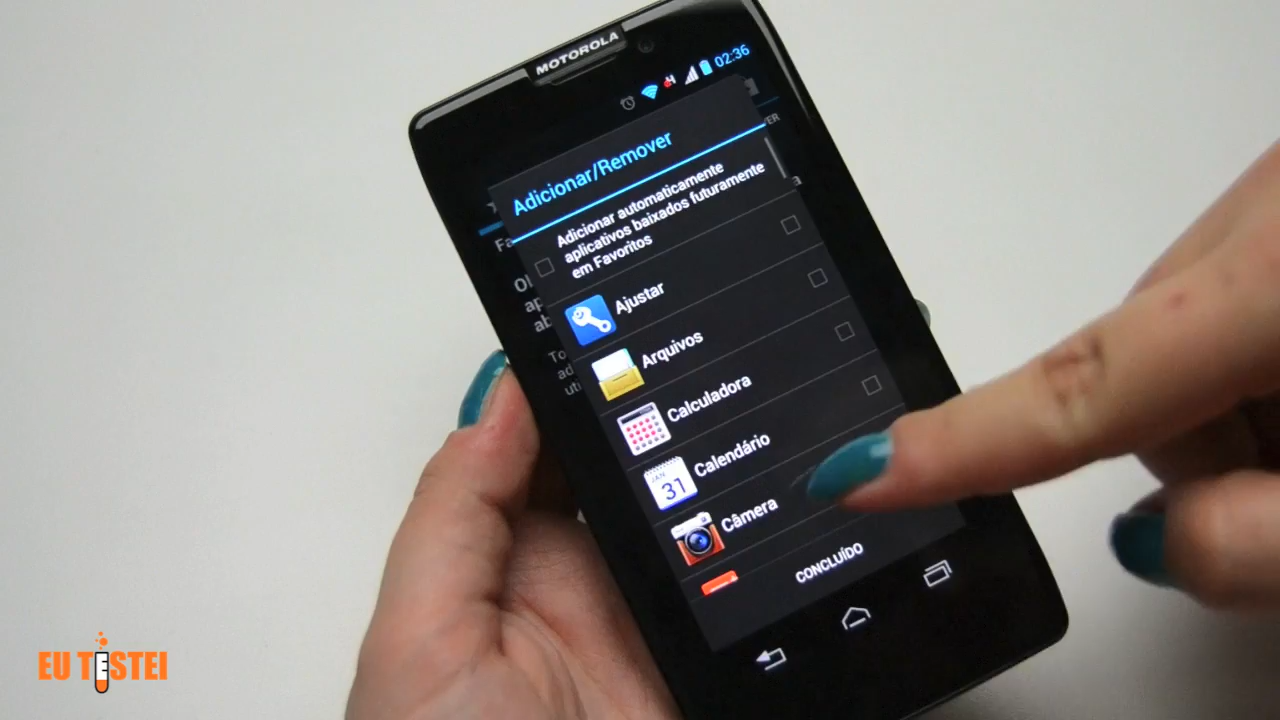 MOTOROLA
02:36
Adicionar/Remover
Adicionar automaticamente
aplicativos baixados futuramente
em Favoritos
Ajustar
Arquivos
Calculadora
Calendário
JAN
31
Câmera
CONCLUÍDO
EU TESTEI